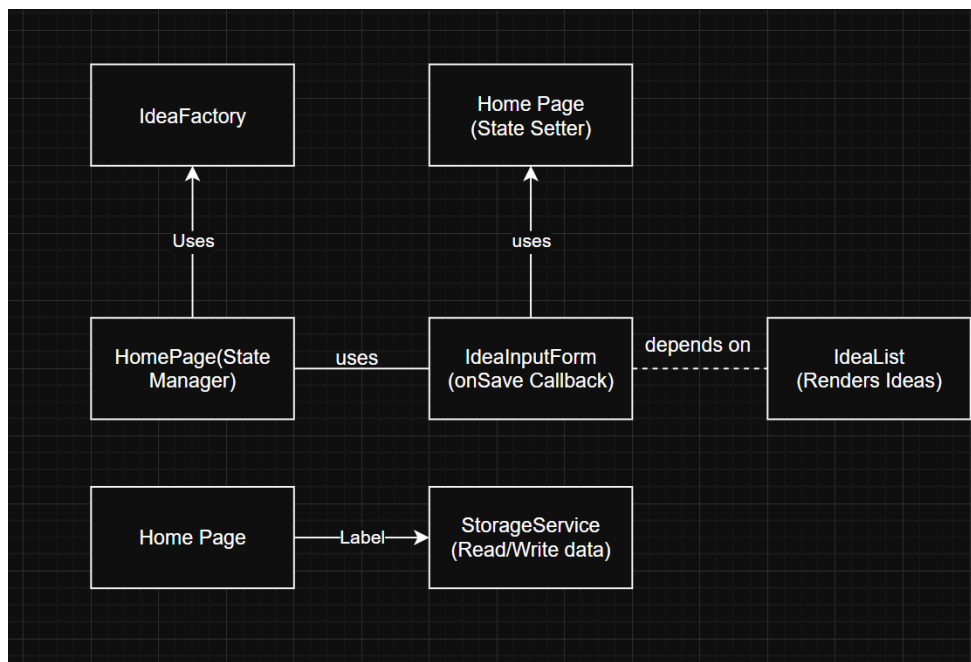 IdeaFactory
Home Page
(State Setter)
Uses
uses
HomePage(State
Manager)
uses
IdeaInputForm
(onSave Callback)
depends on
IdeaList
(Renders Ideas)
Home Page
Label
StorageService
(Read/Write data)